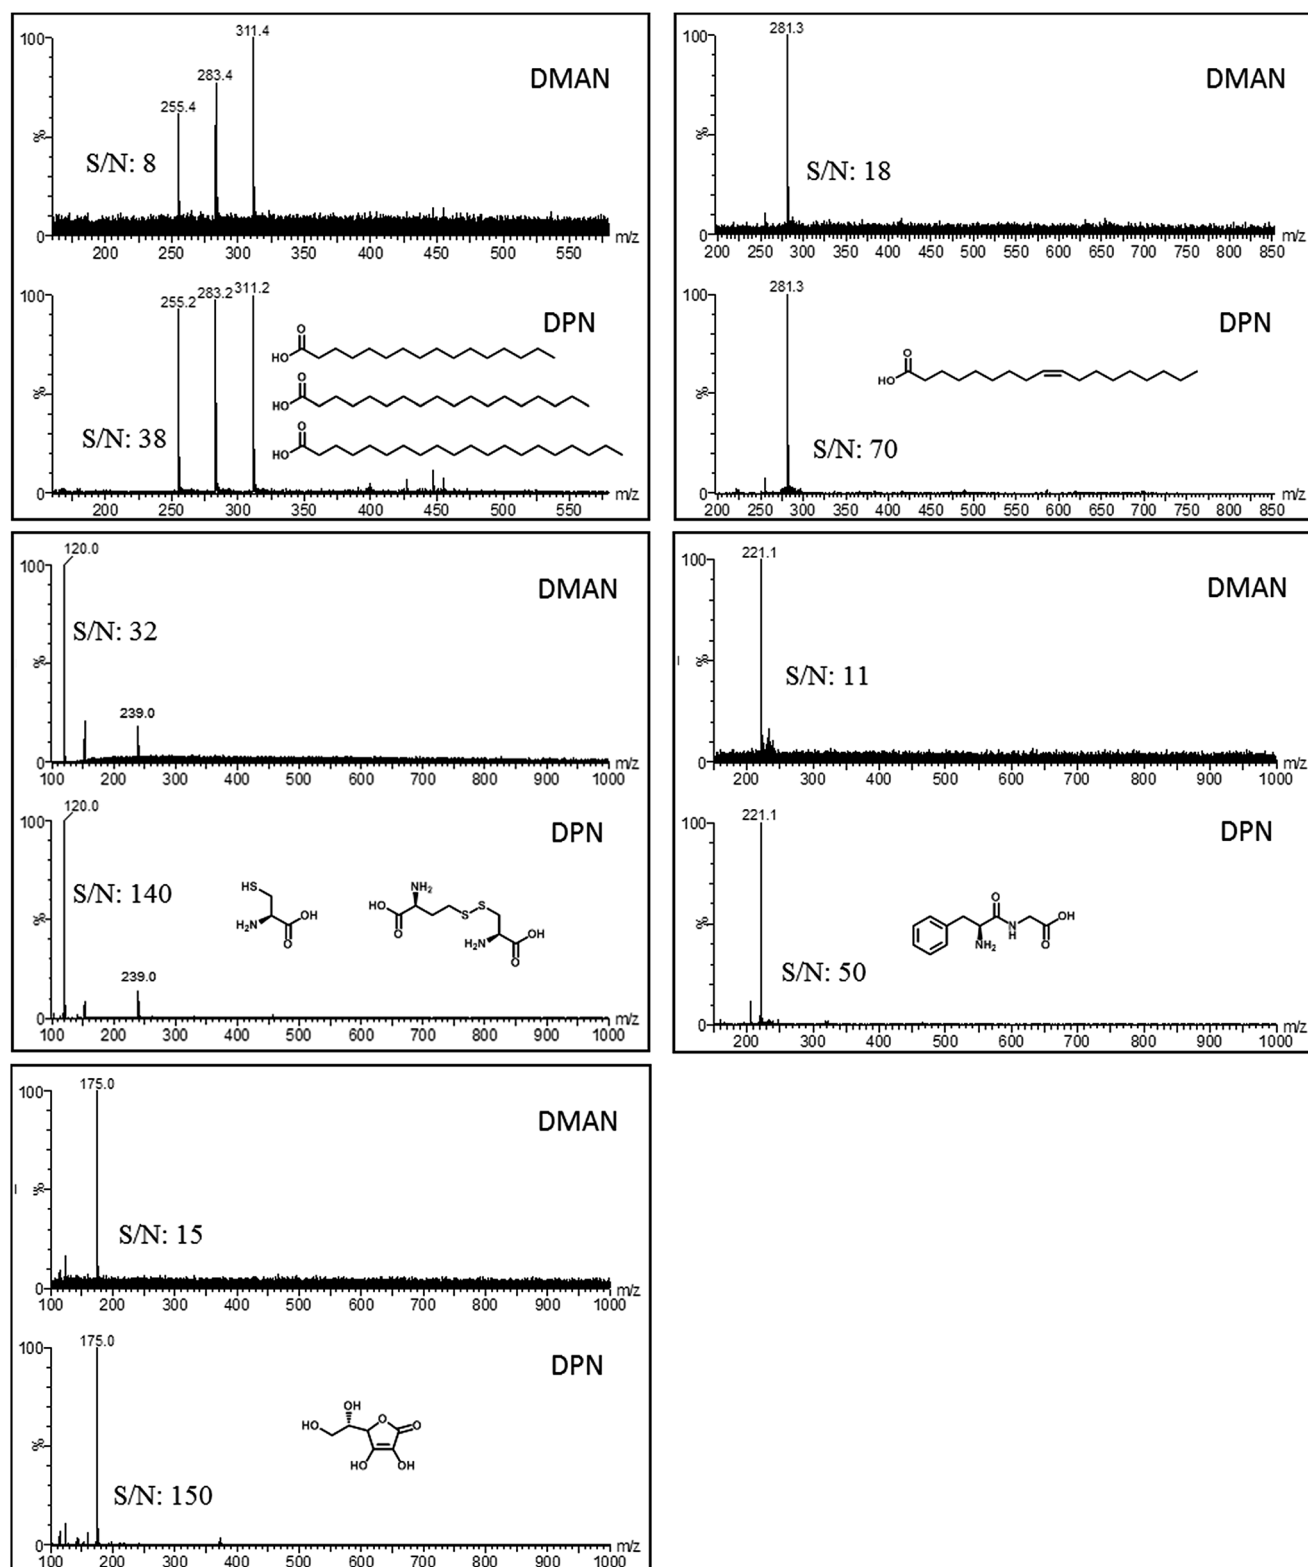 100
311.4
283.4
255.4
DMAN
%
S/N: 8
0
200 250 300 350 400 450 500 550 m/z
100
255.2 283.2 311.2
DPN
O
HO
O
HO
O
HO
%
S/N: 38
0
200 250 300 350 400 450 500 550 m/z
100
281.3
DMAN
%
S/N: 18
0
200 250 300 350 400 450 500 550 600 650 700 750 800 850 m/z
100
281.3
DPN
O
HO
%
S/N: 70
0
200 250 300 350 400 450 500 550 600 650 700 750 800 850 m/z
100
120.0
DMAN
S/N: 32
%
239.0
0
100 200 300 400 500 600 700 800 900 1000 m/z
100
120.0
DPN
S/N: 140
HS
H₂N
OH
O
NH₂
HO
O
S
S
H₂N
OH
O
%
239.0
0
100 200 300 400 500 600 700 800 900 1000 m/z
100
221.1
DMAN
%
S/N: 11
0
200 300 400 500 600 700 800 900 1000 m/z
100
221.1
DPN
O
OH
NH₂
N
H
O
%
S/N: 50
0
200 300 400 500 600 700 800 900 1000 m/z
100
175.0
DMAN
%
S/N: 15
0
100 200 300 400 500 600 700 800 900 1000 m/z
100
175.0
DPN
OH
HO
O
O
HO
OH
%
S/N: 150
0
100 200 300 400 500 600 700 800 900 1000 m/z